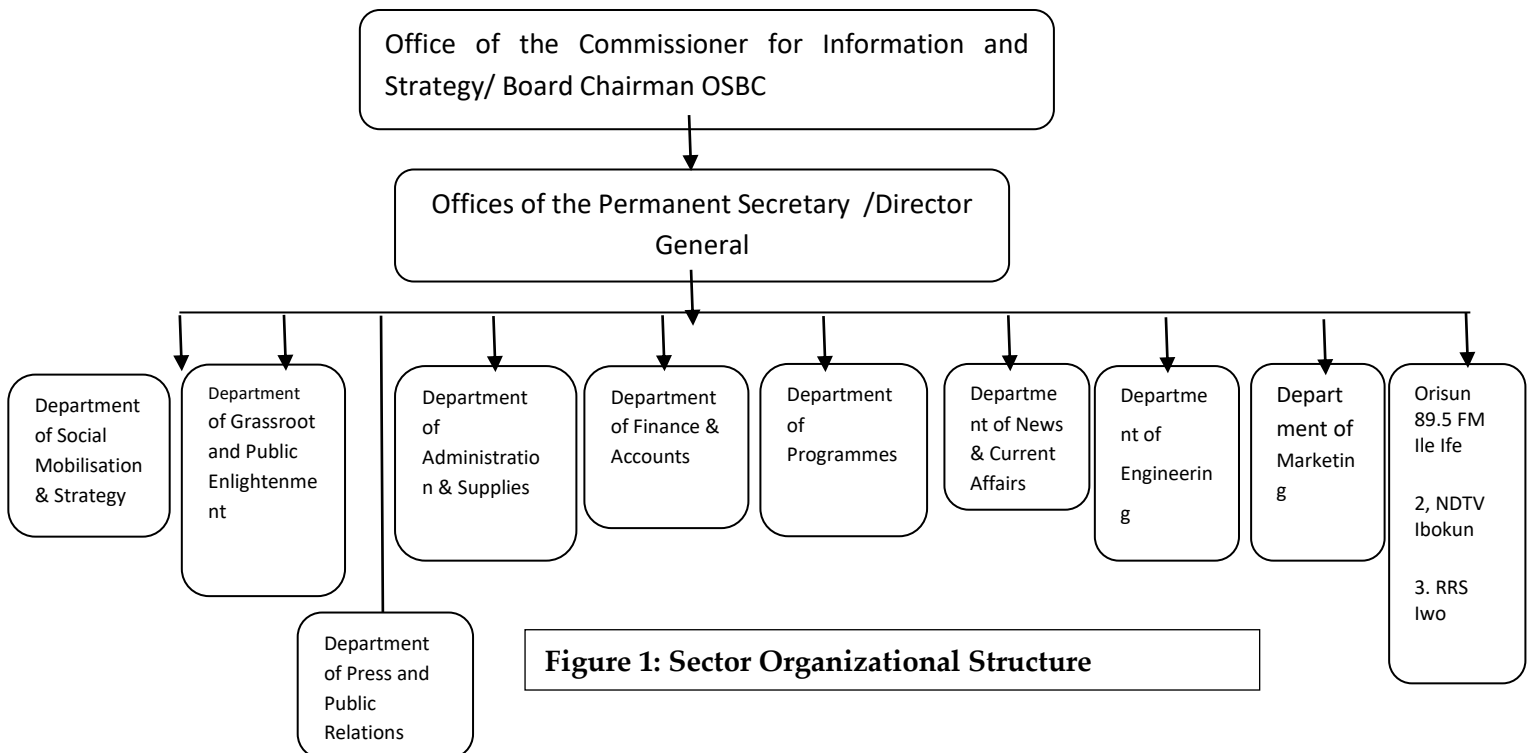 Office of the Commissioner for Information and
Strategy/ Board Chairman OSBC
Offices of the Permanent Secretary /Director
General
Department
of Social
Mobilisation
& Strategy
Department
of Grassroot
and Public
Enlightenme
nt
Department
of Press and
Public
Relations
Department
of
Administratio
n & Supplies
Department
of Finance &
Accounts
Department
of
Programmes
Departme
nt of News
& Current
Affairs
Departme
nt of
Engineerin
g
Depart
ment of
Marketin
g
Orisun
89.5 FM
Ile Ife
2, NDTV
Ibokun
3. RRS
Iwo
Figure 1: Sector Organizational Structure